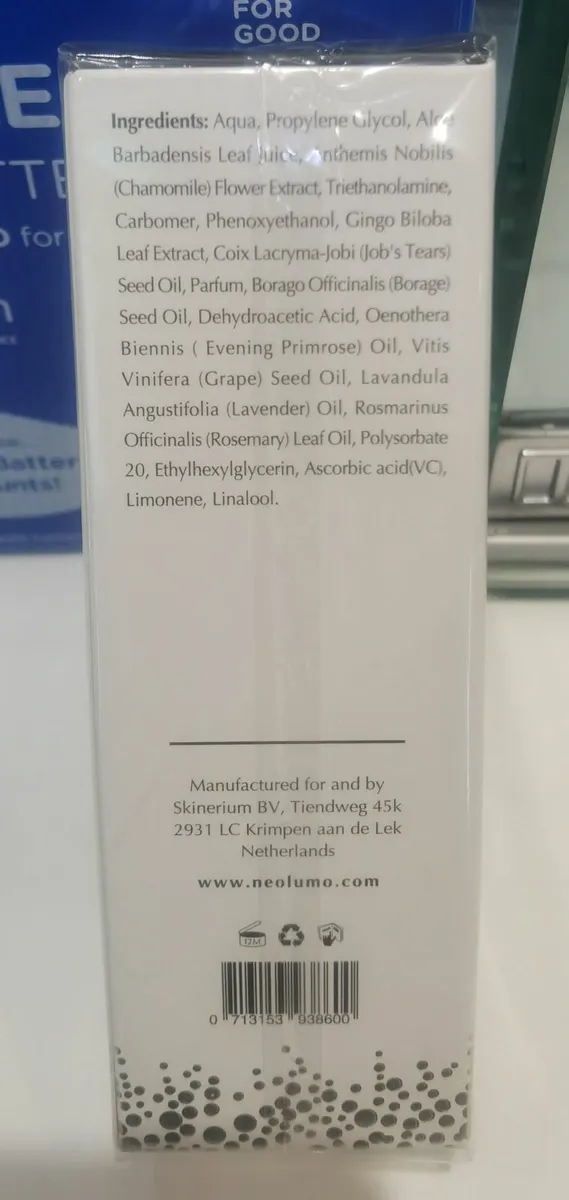 FOR
GOOD
E
TTE
for
Batter
Ingredients: Aqua, Propylene Glycol, Aloe
Barbadensis Leaf Juice, Anthemis Nobilis
(Chamomile) Flower Extract, Triethanolamine,
Carbomer, Phenoxyethanol, Gingo Biloba
Leaf Extract, Coix Lacryma-Jobi (Job's Tears)
Seed Oil, Parfum, Borago Officinalis (Borage)
Seed Oil, Dehydroacetic Acid, Oenothera
Biennis ( Evening Primrose) Oil, Vitis
Vinifera (Grape) Seed Oil, Lavandula
Angustifolia (Lavender) Oil, Rosmarinus
Officinalis (Rosemary) Leaf Oil, Polysorbate
20, Ethylhexylglycerin, Ascorbic acid(VC),
Limonene, Linalool.
Manufactured for and by
Skinerium BV, Tiendweg 45k
2931 LC Krimpen aan de Lek
Netherlands
www.neolumo.com
12M
0 713153 938600